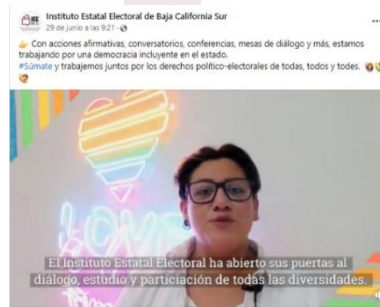 Instituto Estatal Electoral de Baja California Sur
29 de junio a las 9:21 ·
Con acciones afirmativas, conversatorios, conferencias, mesas de diálogo y más, estamos
trabajando por una democracia incluyente en el estado.
#Súmate y trabajemos juntos por los derechos político-electorales de todas, todos y todes.
LOVE
El Instituto Estatal Electoral ha abierto sus puertas al
diálogo, estudio y particiación de todas las diversidades.